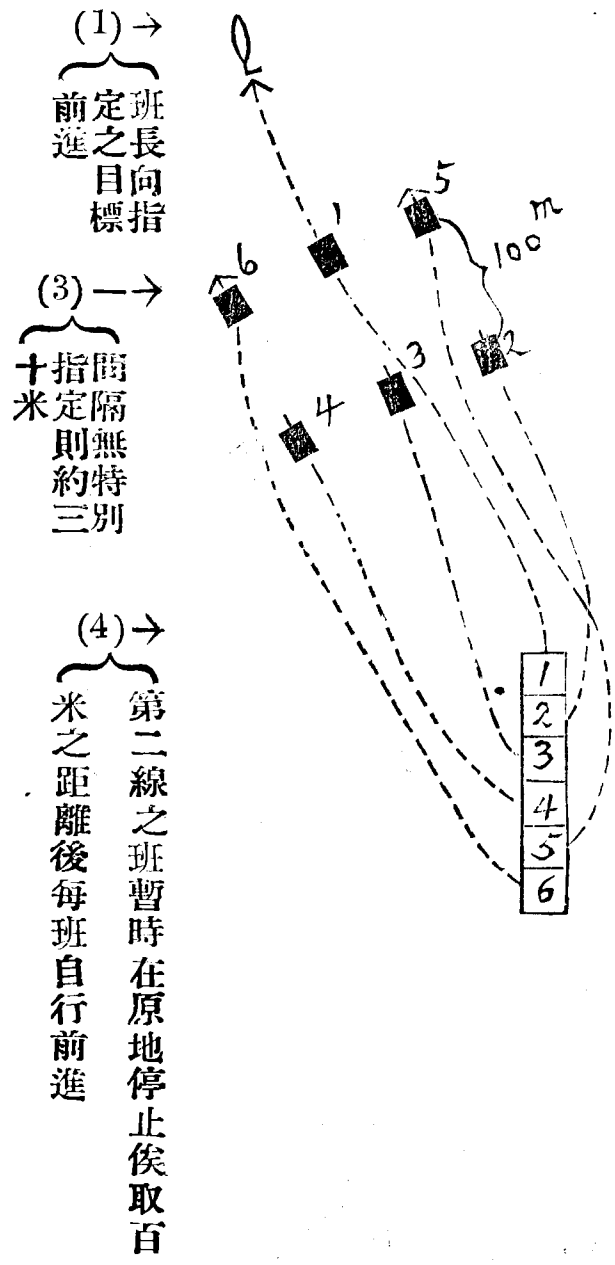 (1)→
班長向指
定之目標
前進
(3)→
間隔無特別
指定則約三
十米
(4)→
第二線之班暫時在原地停止俟取百
米之距離後每班自行前進
1
5
100m
6
2
3
4
1
2
3
4
5
6